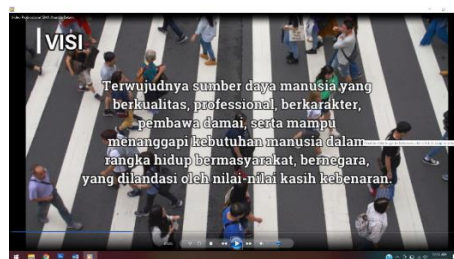 VISI
Terwujudnya sumber daya manusia yang
berkualitas, professional, berkarakter,
pembawa damai, serta mampu
menanggapi kebutuhan manusia dalam
rangka hidup bermasyarakat, bernegara,
yang dilandasi oleh nilai-nilai kasih kebenaran.